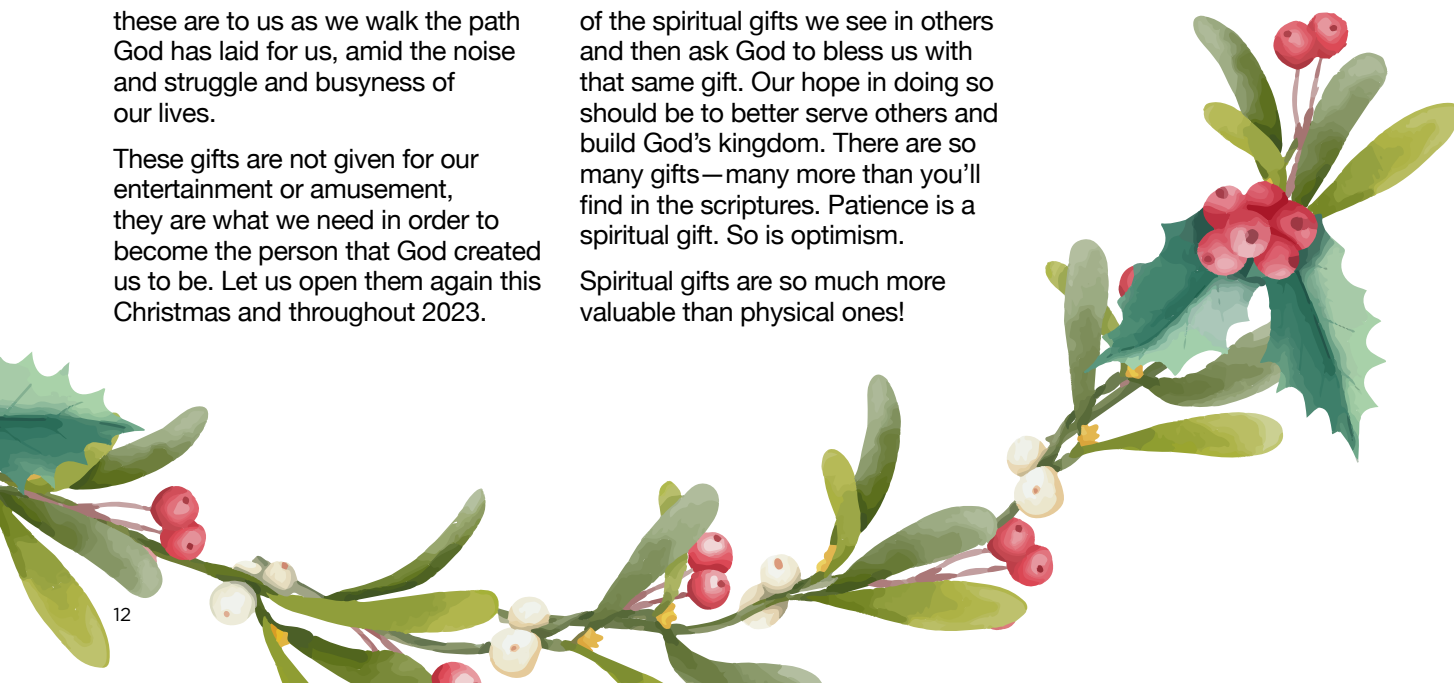 these are to us as we walk the path
God has laid for us, amid the noise
and struggle and busyness of
our lives.
These gifts are not given for our
entertainment or amusement,
they are what we need in order to
become the person that God created
us to be. Let us open them again this
Christmas and throughout 2023.
of the spiritual gifts we see in others
and then ask God to bless us with
that same gift. Our hope in doing so
should be to better serve others and
build God’s kingdom. There are so
many gifts—many more than you’ll
find in the scriptures. Patience is a
spiritual gift. So is optimism.
Spiritual gifts are so much more
valuable than physical ones!
12